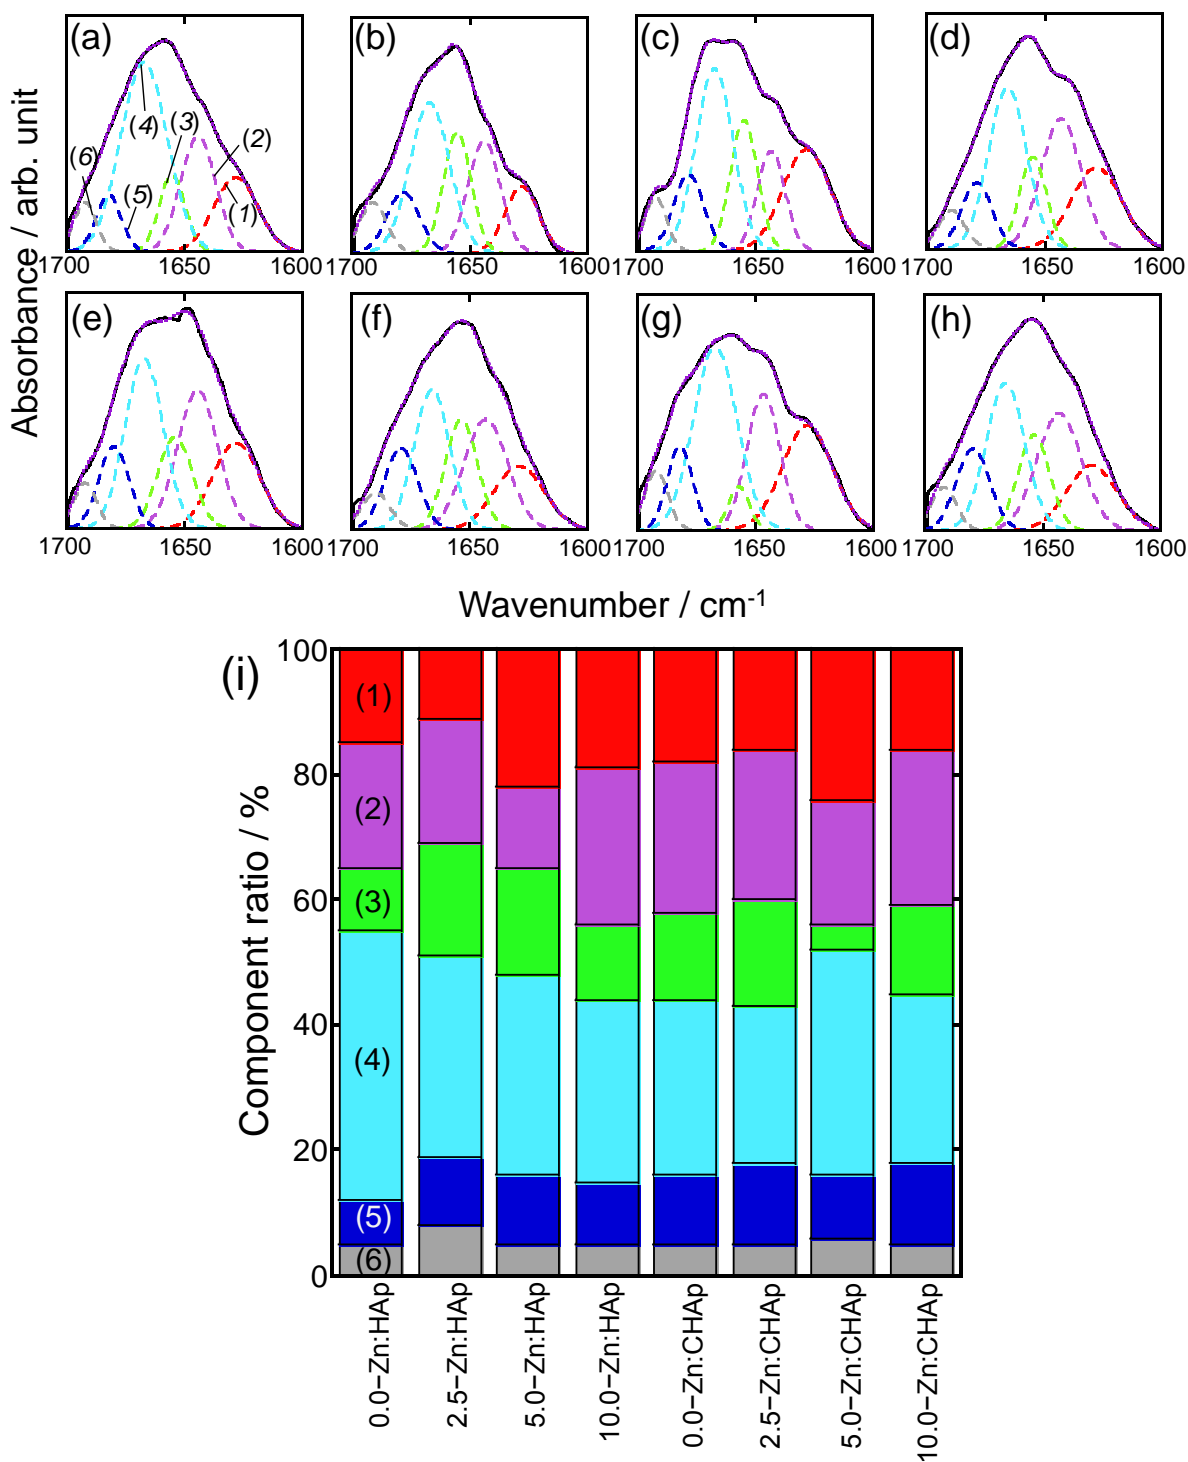 (a) (b) (c) (d)
(4) (3) (2) (6) (5) (1)
1700 1650 1600
1700 1650 1600
1700 1650 1600
1700 1650 1600
(e) (f) (g) (h)
1700 1650 1600
1700 1650 1600
1700 1650 1600
1700 1650 1600
Absorbance / arb. unit
Wavenumber / cm-1
(i)
Component ratio / %
100
80
60
40
20
0
(1)
(2)
(3)
(4)
(5)
(6)
0.0−Zn:HAp
2.5−Zn:HAp
5.0−Zn:HAp
10.0−Zn:HAp
0.0−Zn:CHAp
2.5−Zn:CHAp
5.0−Zn:CHAp
10.0−Zn:CHAp